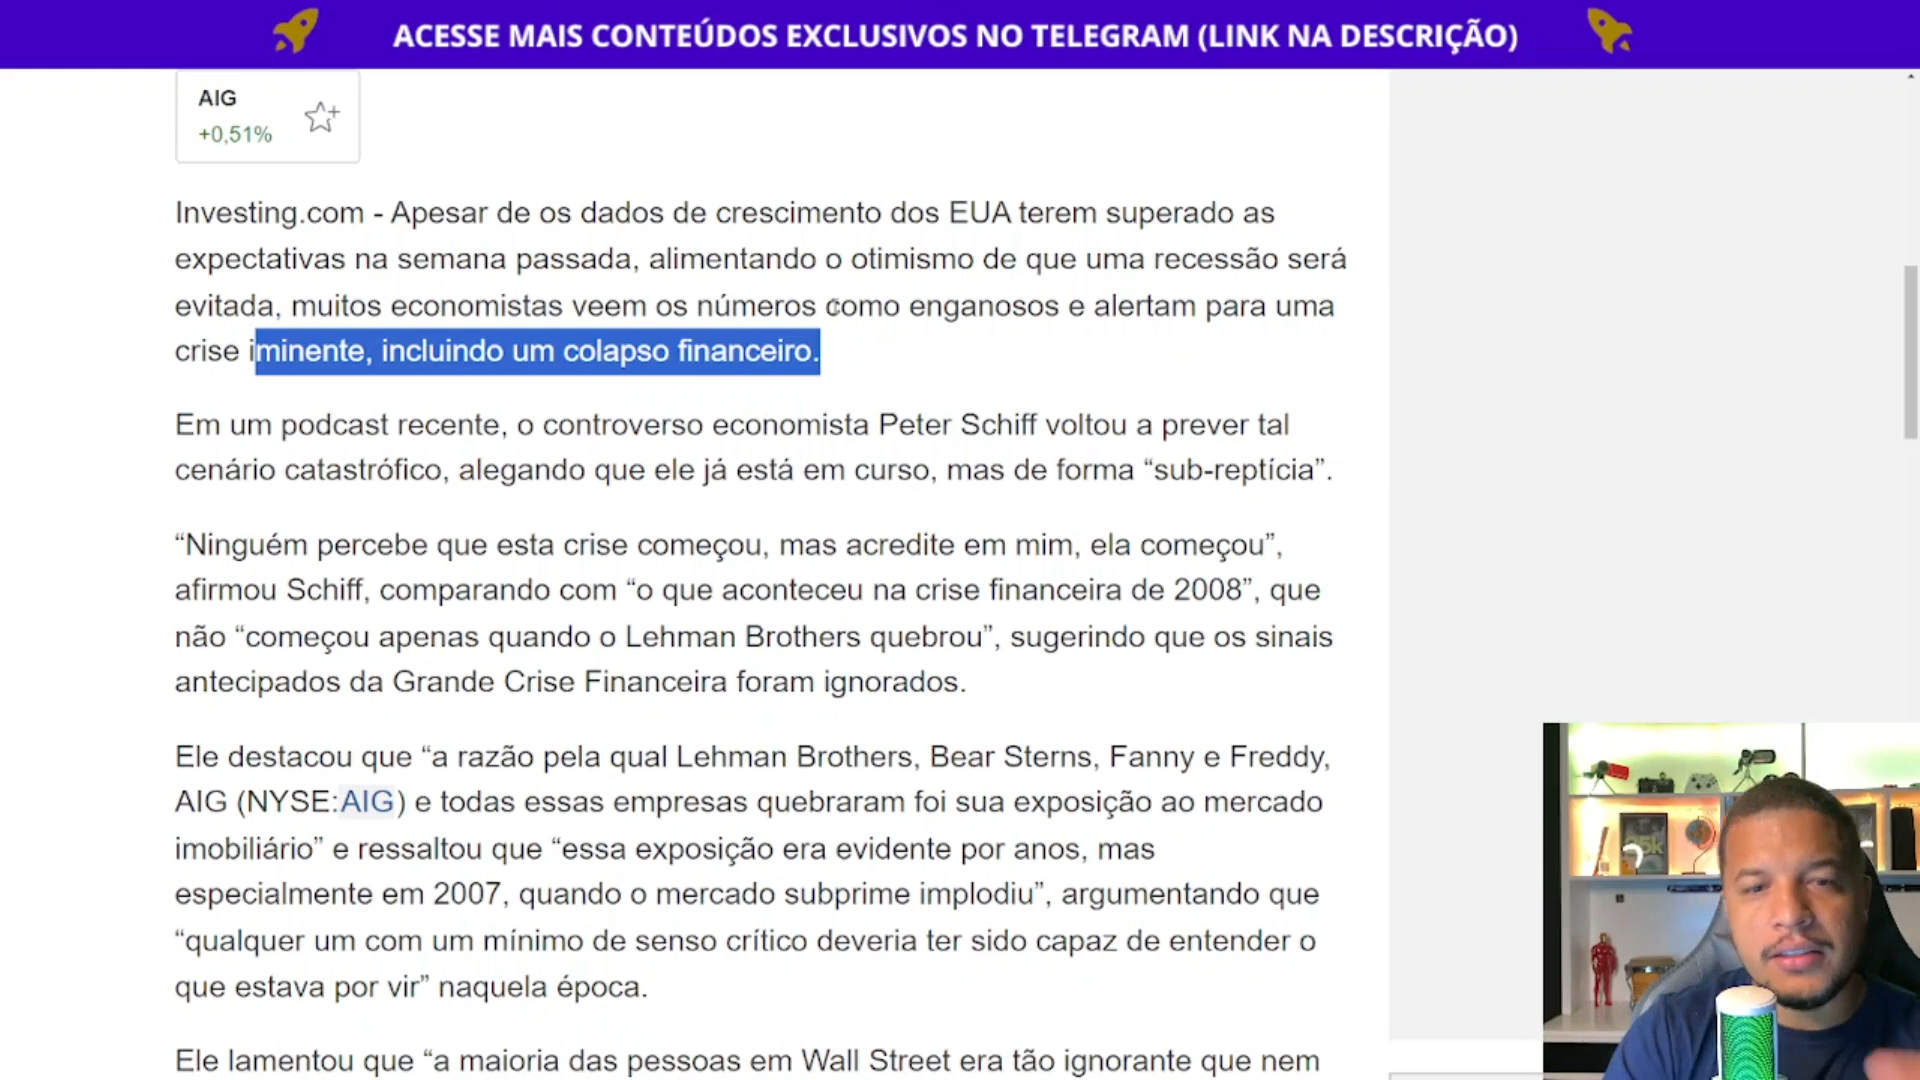 ACESSE MAIS CONTEÚDOS EXCLUSIVOS NO TELEGRAM (LINK NA DESCRIÇÃO)
AIG
+0,51%
Investing.com - Apesar de os dados de crescimento dos EUA terem superado as
expectativas na semana passada, alimentando o otimismo de que uma recessão será
evitada, muitos economistas veem os números como enganosos e alertam para uma
crise iminente, incluindo um colapso financeiro.
Em um podcast recente, o controverso economista Peter Schiff voltou a prever tal
cenário catastrófico, alegando que ele já está em curso, mas de forma “sub-reptícia”.
“Ninguém percebe que esta crise começou, mas acredite em mim, ela começou”,
afirmou Schiff, comparando com “o que aconteceu na crise financeira de 2008”, que
não “começou apenas quando o Lehman Brothers quebrou”, sugerindo que os sinais
antecipados da Grande Crise Financeira foram ignorados.
Ele destacou que “a razão pela qual Lehman Brothers, Bear Sterns, Fanny e Freddy,
AIG (NYSE:AIG) e todas essas empresas quebraram foi sua exposição ao mercado
imobiliário” e ressaltou que “essa exposição era evidente por anos, mas
especialmente em 2007, quando o mercado subprime implodiu”, argumentando que
“qualquer um com um mínimo de senso crítico deveria ter sido capaz de entender o
que estava por vir” naquela época.
Ele lamentou que “a maioria das pessoas em Wall Street era tão ignorante que nem